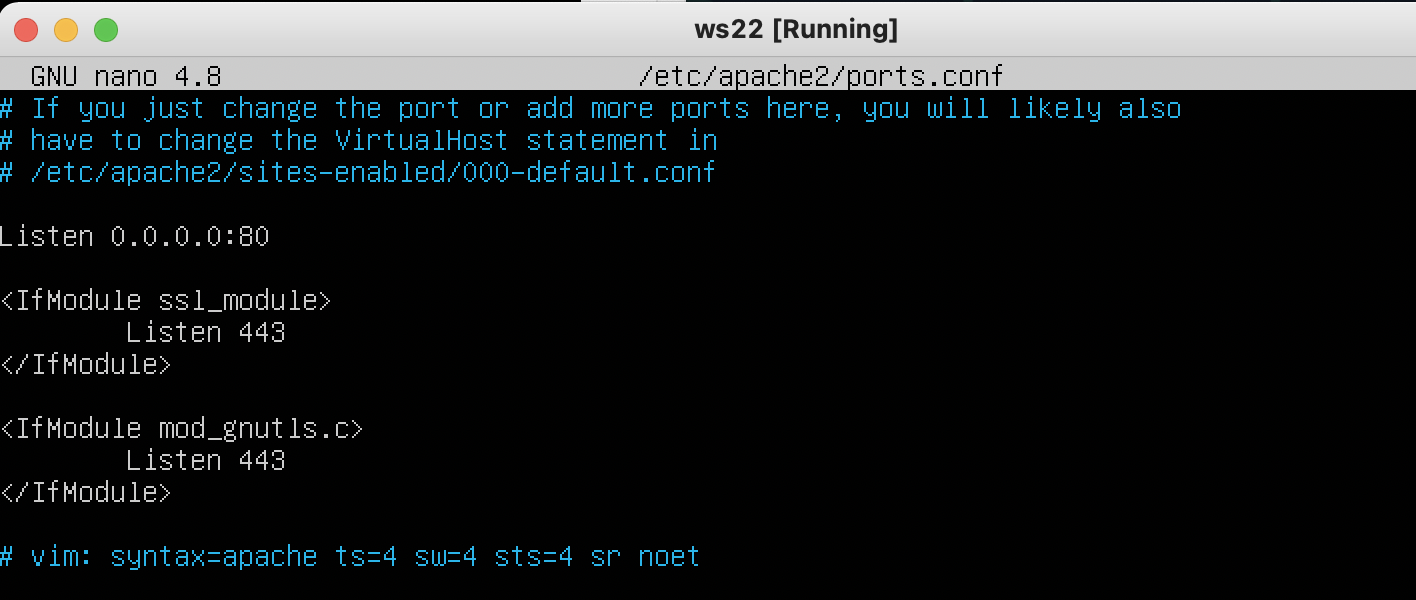 ws22 [Running]
GNU nano 4.8 /etc/apache2/ports.conf
# If you just change the port or add more ports here, you will likely also
# have to change the VirtualHost statement in
# /etc/apache2/sites-enabled/000-default.conf
Listen 0.0.0.0:80
<IfModule ssl_module>
        Listen 443
</IfModule>
<IfModule mod_gnutls.c>
        Listen 443
</IfModule>
# vim: syntax=apache ts=4 sw=4 sts=4 sr noet